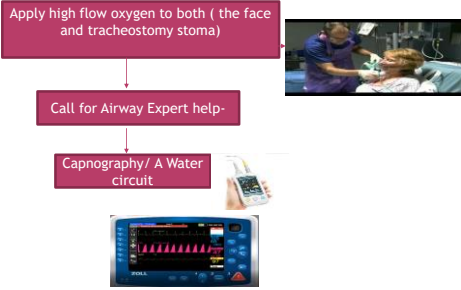 Apply high flow oxygen to both ( the face
and tracheostomy stoma)
Call for Airway Expert help-
Capnography/ A Water
circuit
ZOLL